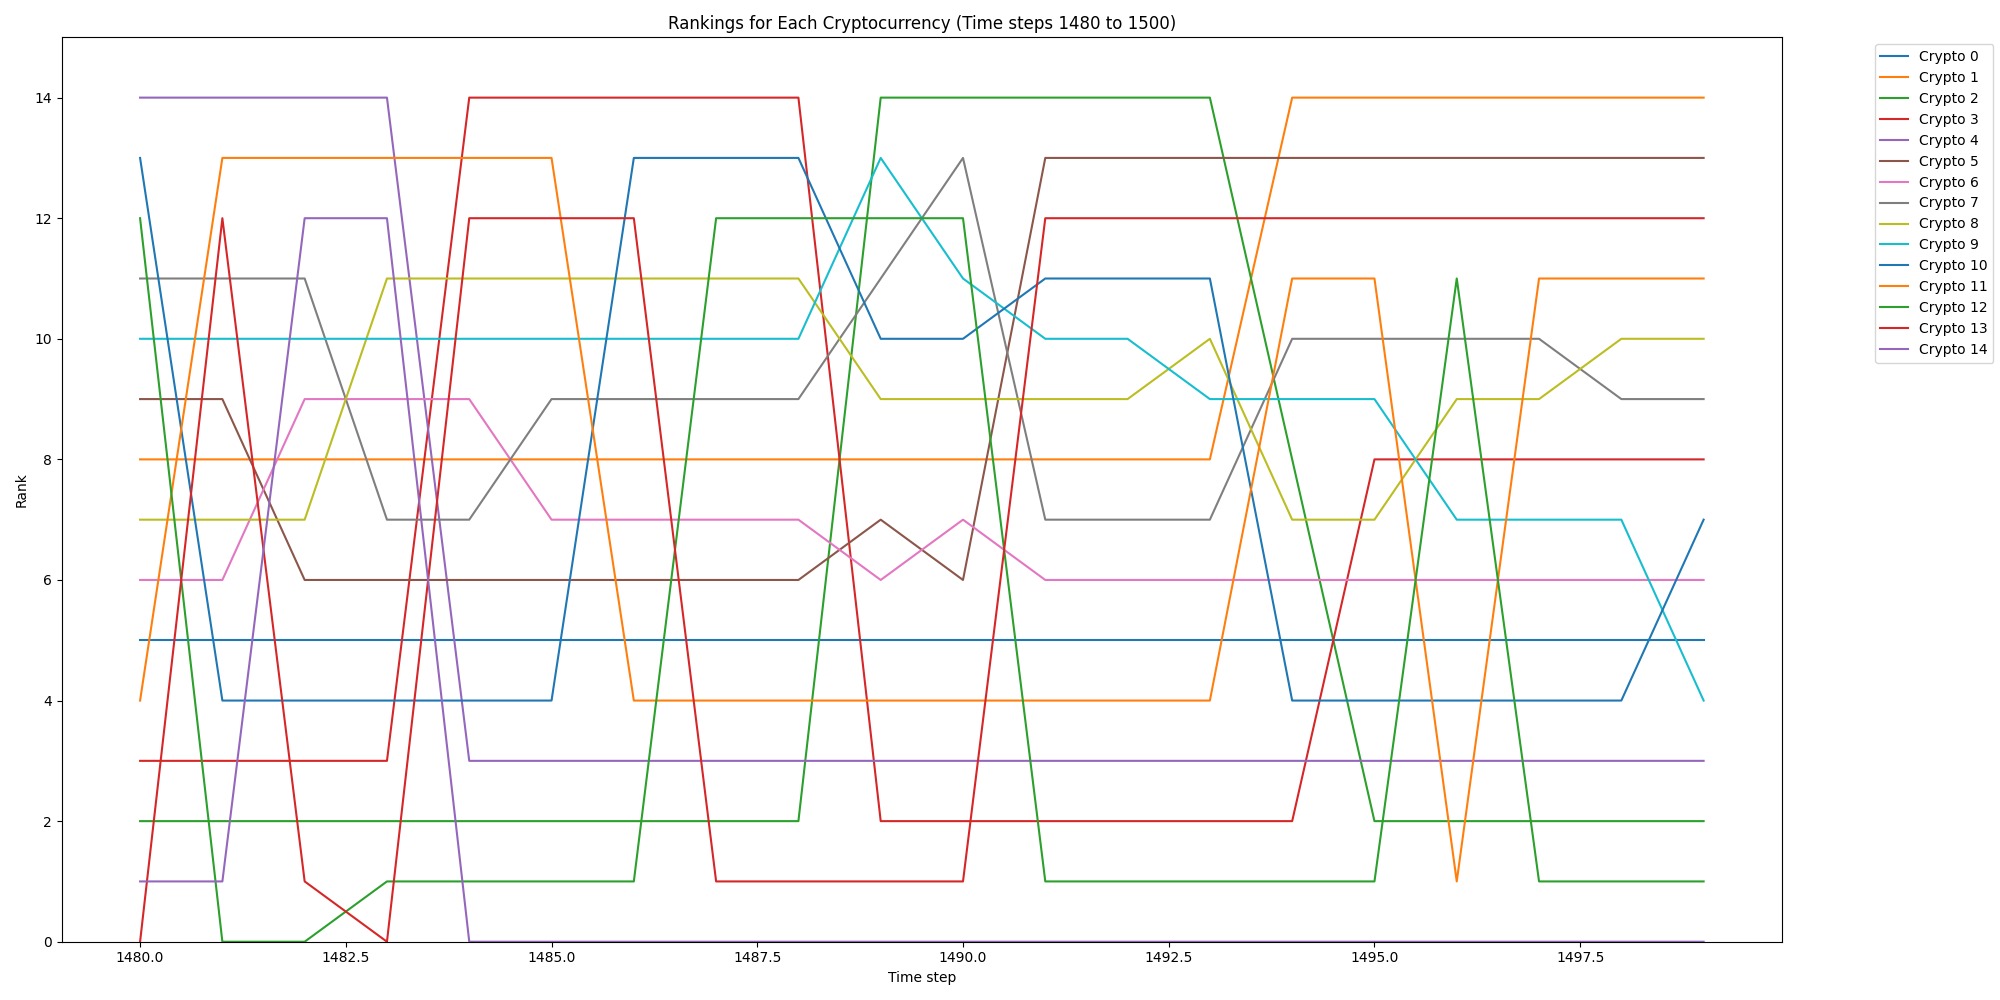 Rankings for Each Cryptocurrency (Time steps 1480 to 1500)
Rank
14
12
10
8
6
4
2
0
1480.0 1482.5 1485.0 1487.5 1490.0 1492.5 1495.0 1497.5
Time step
Crypto 0
Crypto 1
Crypto 2
Crypto 3
Crypto 4
Crypto 5
Crypto 6
Crypto 7
Crypto 8
Crypto 9
Crypto 10
Crypto 11
Crypto 12
Crypto 13
Crypto 14